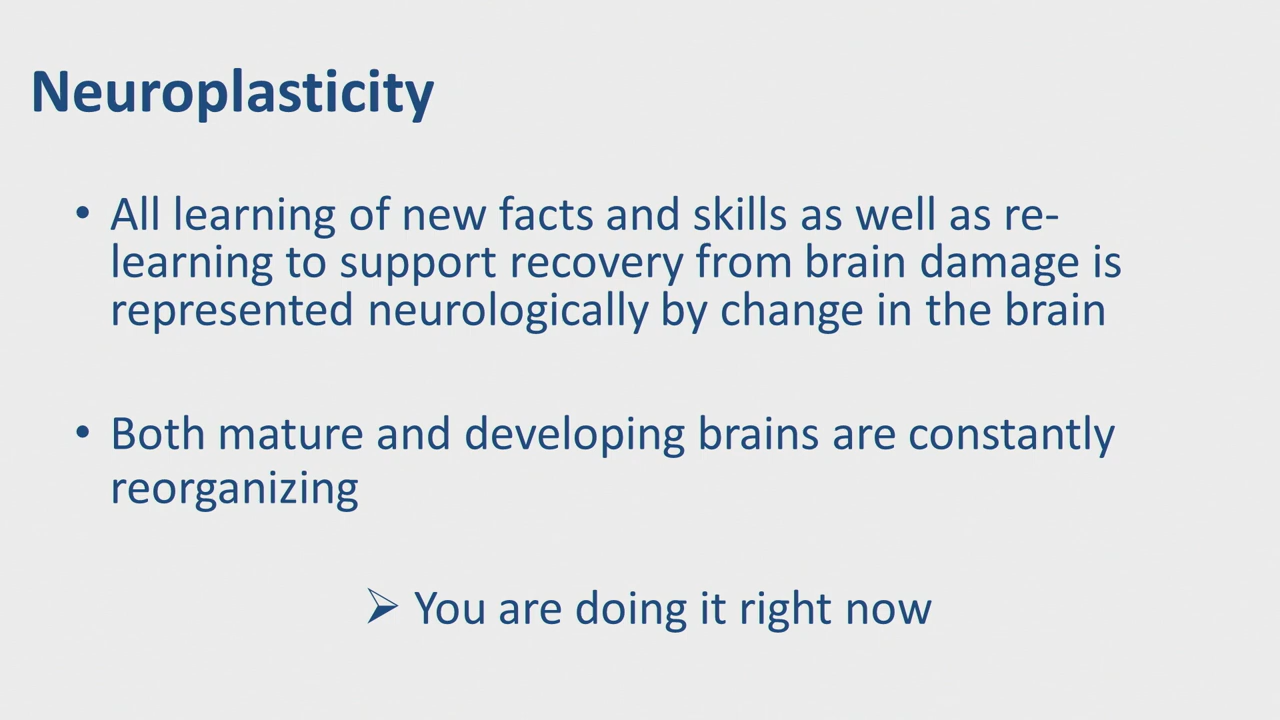 Neuroplasticity
• All learning of new facts and skills as well as re-
learning to support recovery from brain damage is
represented neurologically by change in the brain
• Both mature and developing brains are constantly
reorganizing
➢ You are doing it right now